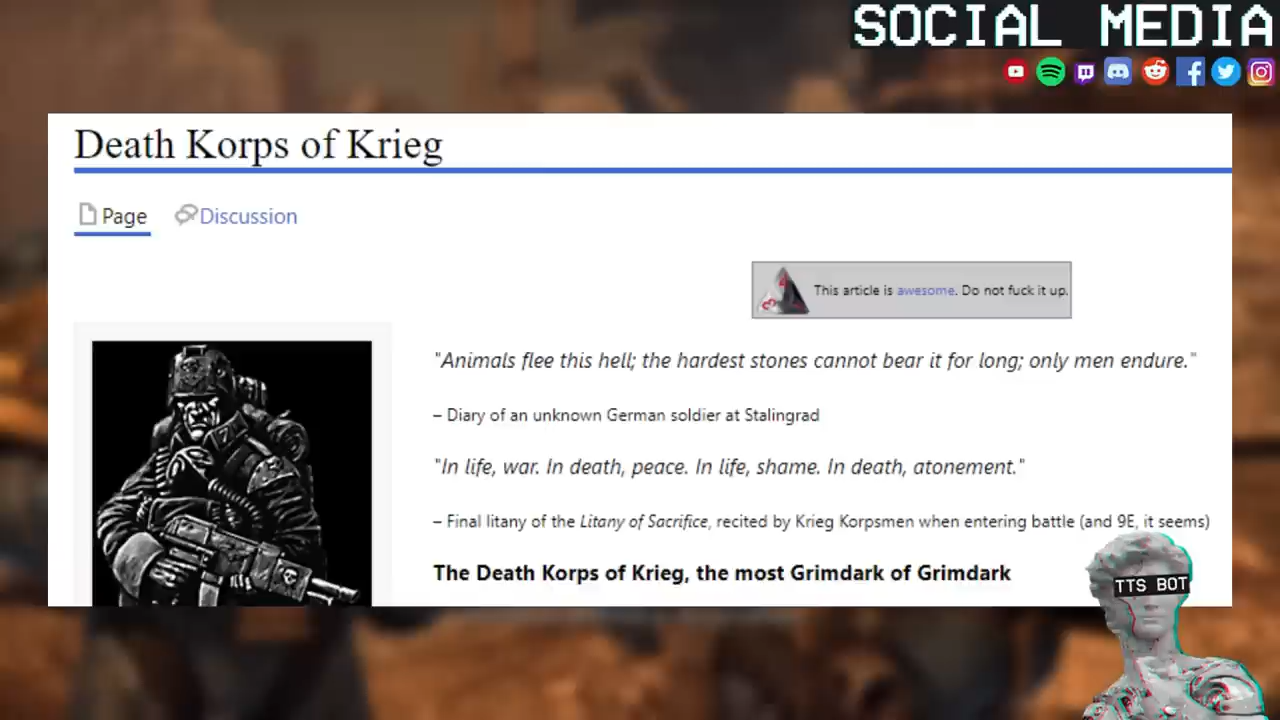 SOCIAL MEDIA
Death Korps of Krieg
Page Discussion
This article is awesome. Do not fuck it up.
"Animals flee this hell; the hardest stones cannot bear it for long; only men endure."
– Diary of an unknown German soldier at Stalingrad
"In life, war. In death, peace. In life, shame. In death, atonement."
– Final litany of the Litany of Sacrifice, recited by Krieg Korpsmen when entering battle (and 9E, it seems)
The Death Korps of Krieg, the most Grimdark of Grimdark
TTS BOT